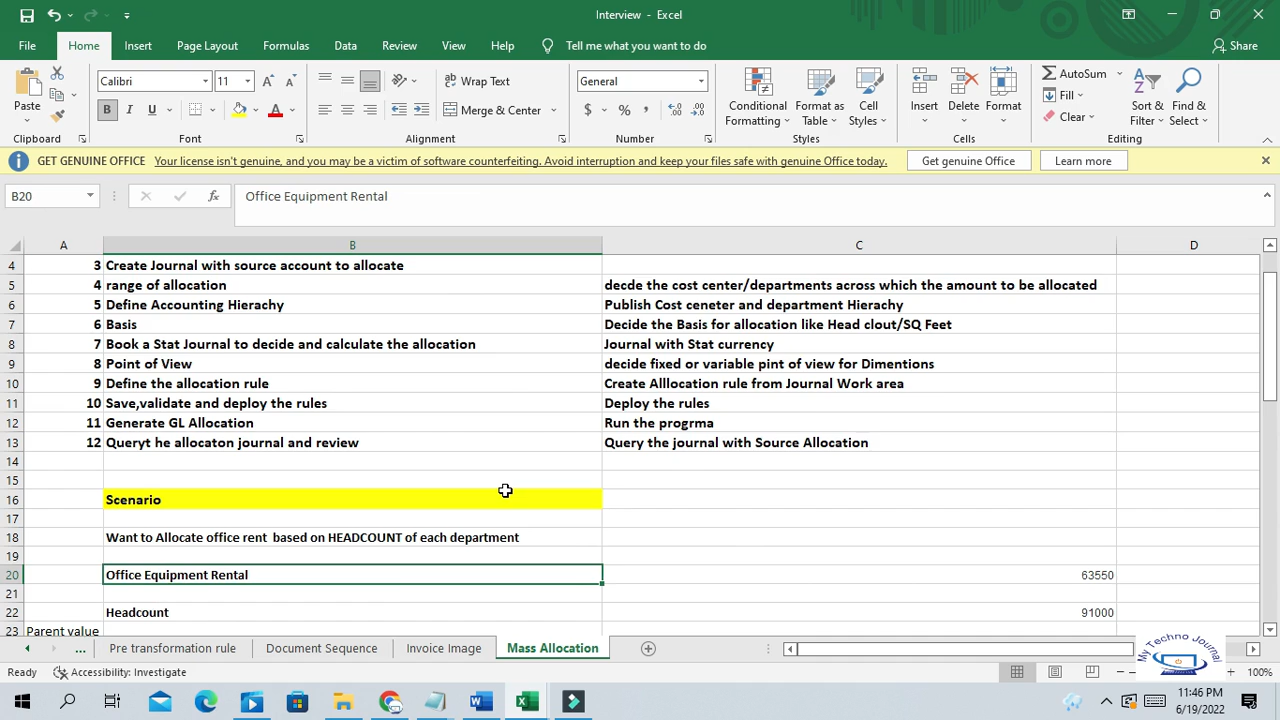 Interview - Excel
File Home Insert Page Layout Formulas Data Review View Help Tell me what you want to do Share
Paste Calibri 11 Wrap Text General Conditional Formatting Format as Table Cell Styles Insert Delete Format AutoSum Sort & Filter Find & Select
B I U Merge & Center $ % Fill
Clear
Clipboard Font Alignment Number Styles Cells Editing
GET GENUINE OFFICE Your license isn't genuine, and you may be a victim of software counterfeiting. Avoid interruption and keep your files safe with genuine Office today. Get genuine Office Learn more
B20 fx Office Equipment Rental
A B C D
4 3 Create Journal with source account to allocate
5 4 range of allocation decde the cost center/departments across which the amount to be allocated
6 5 Define Accounting Hierachy Publish Cost ceneter and department Hierachy
7 6 Basis Decide the Basis for allocation like Head clout/SQ Feet
8 7 Book a Stat Journal to decide and calculate the allocation Journal with Stat currency
9 8 Point of View decide fixed or variable pint of view for Dimentions
10 9 Define the allocation rule Create Alllocation rule from Journal Work area
11 10 Save,validate and deploy the rules Deploy the rules
12 11 Generate GL Allocation Run the progrma
13 12 Queryt he allocaton journal and review Query the journal with Source Allocation
14
15
16 Scenario
17
18 Want to Allocate office rent based on HEADCOUNT of each department
19
20 Office Equipment Rental 63550
21
22 Headcount 91000
23 Parent value
... Pre transformation rule Document Sequence Invoice Image Mass Allocation
My Techno Journal
Ready Accessibility: Investigate 100%
11:46 PM
6/19/2022